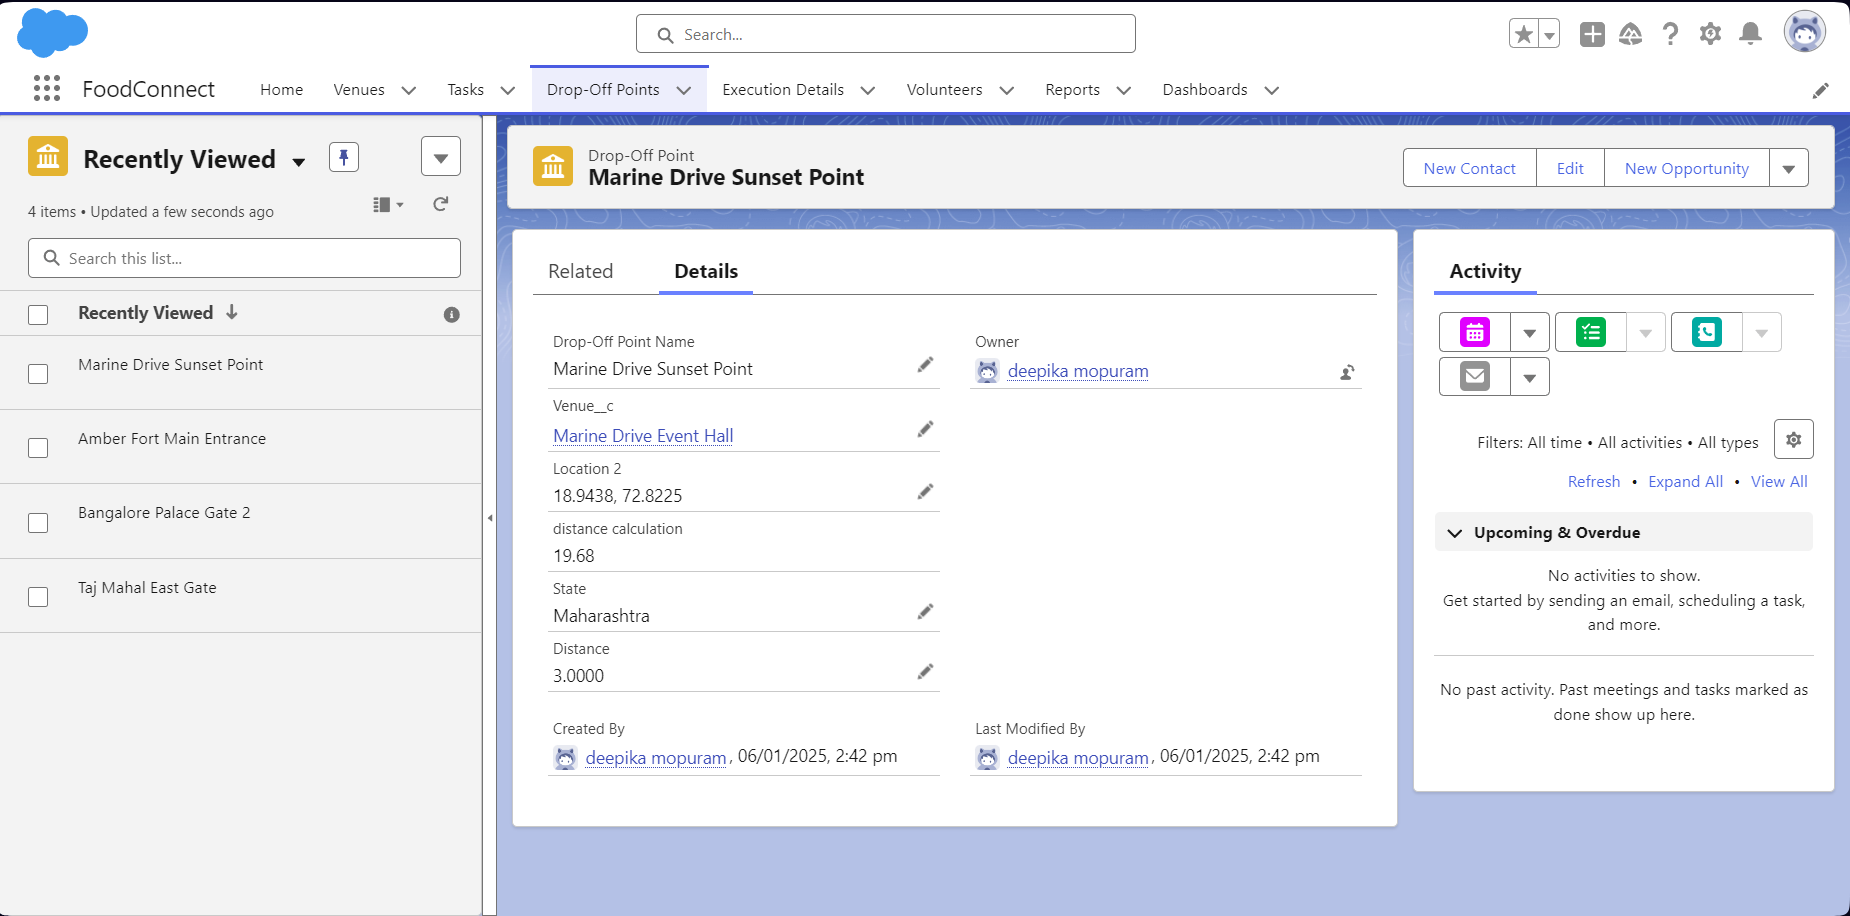 Search...
FoodConnect
Home
Venues
Tasks
Drop-Off Points
Execution Details
Volunteers
Reports
Dashboards
Recently Viewed
4 items • Updated a few seconds ago
Search this list...
Recently Viewed
Marine Drive Sunset Point
Amber Fort Main Entrance
Bangalore Palace Gate 2
Taj Mahal East Gate
Drop-Off Point
Marine Drive Sunset Point
New Contact
Edit
New Opportunity
Related
Details
Drop-Off Point Name
Marine Drive Sunset Point
Owner
deepika mopuram
Venue__c
Marine Drive Event Hall
Location 2
18.9438, 72.8225
distance calculation
19.68
State
Maharashtra
Distance
3.0000
Created By
deepika mopuram, 06/01/2025, 2:42 pm
Last Modified By
deepika mopuram, 06/01/2025, 2:42 pm
Activity
Filters: All time • All activities • All types
Refresh • Expand All • View All
Upcoming & Overdue
No activities to show.
Get started by sending an email, scheduling a task,
and more.
No past activity. Past meetings and tasks marked as
done show up here.